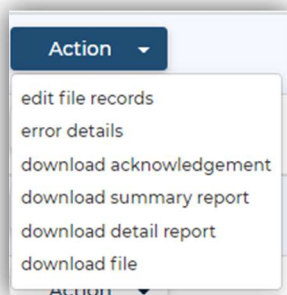 Action
edit file records
error details
download acknowledgement
download summary report
download detail report
download file
Action